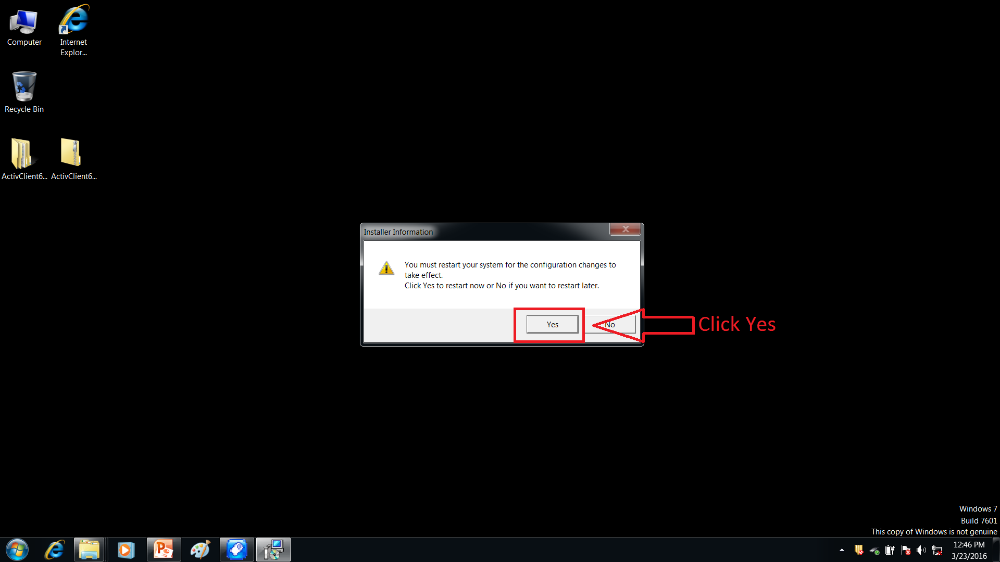 Computer
Internet
Explor...
Recycle Bin
ActivClient6...
ActivClient6...
Installer Information
You must restart your system for the configuration changes to
take effect.
Click Yes to restart now or No if you want to restart later.
Yes
No
Click Yes
Windows 7
Build 7601
This copy of Windows is not genuine
12:46 PM
3/23/2016